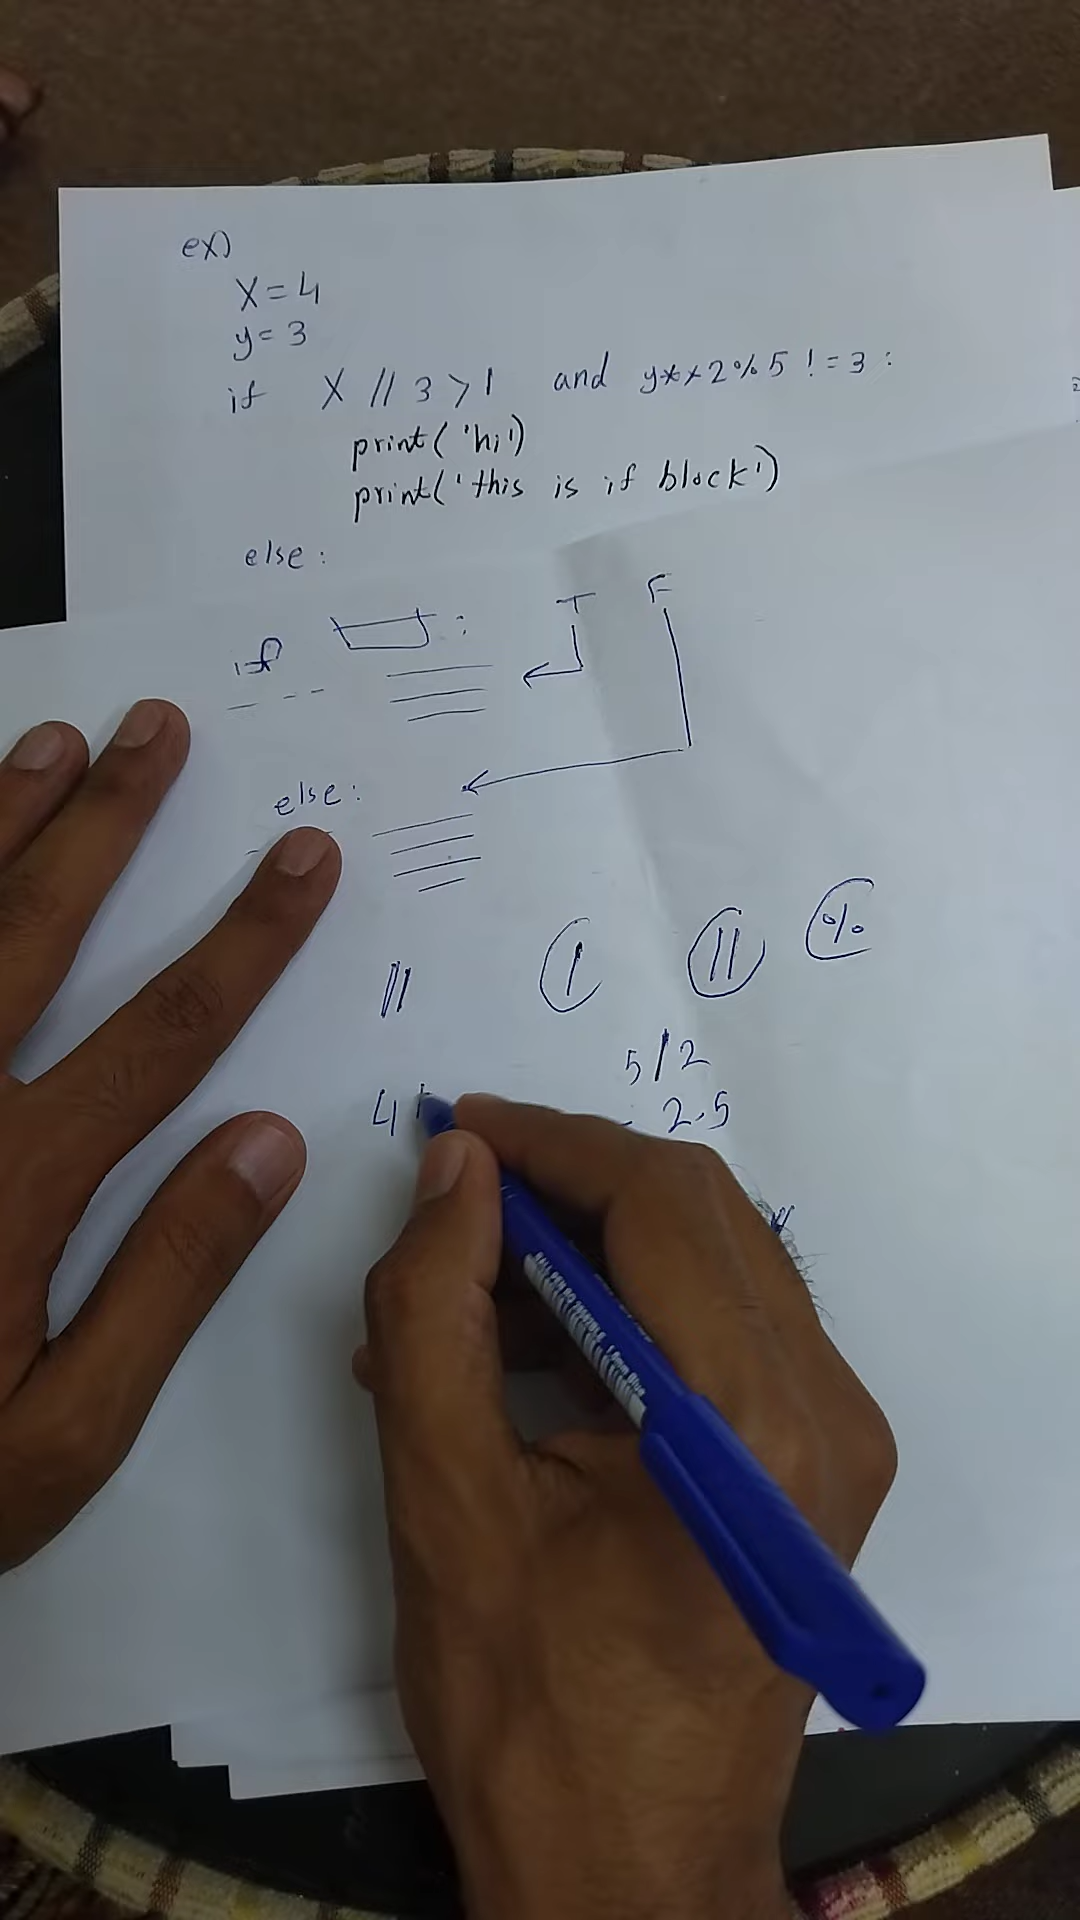 ex)
x=4
y=3
if x // 3 > 1 and y**2%5 != 3:
print('hi')
print('this is if block')
else:
T F
if :
else:
// / // %
5/2
4 2.5